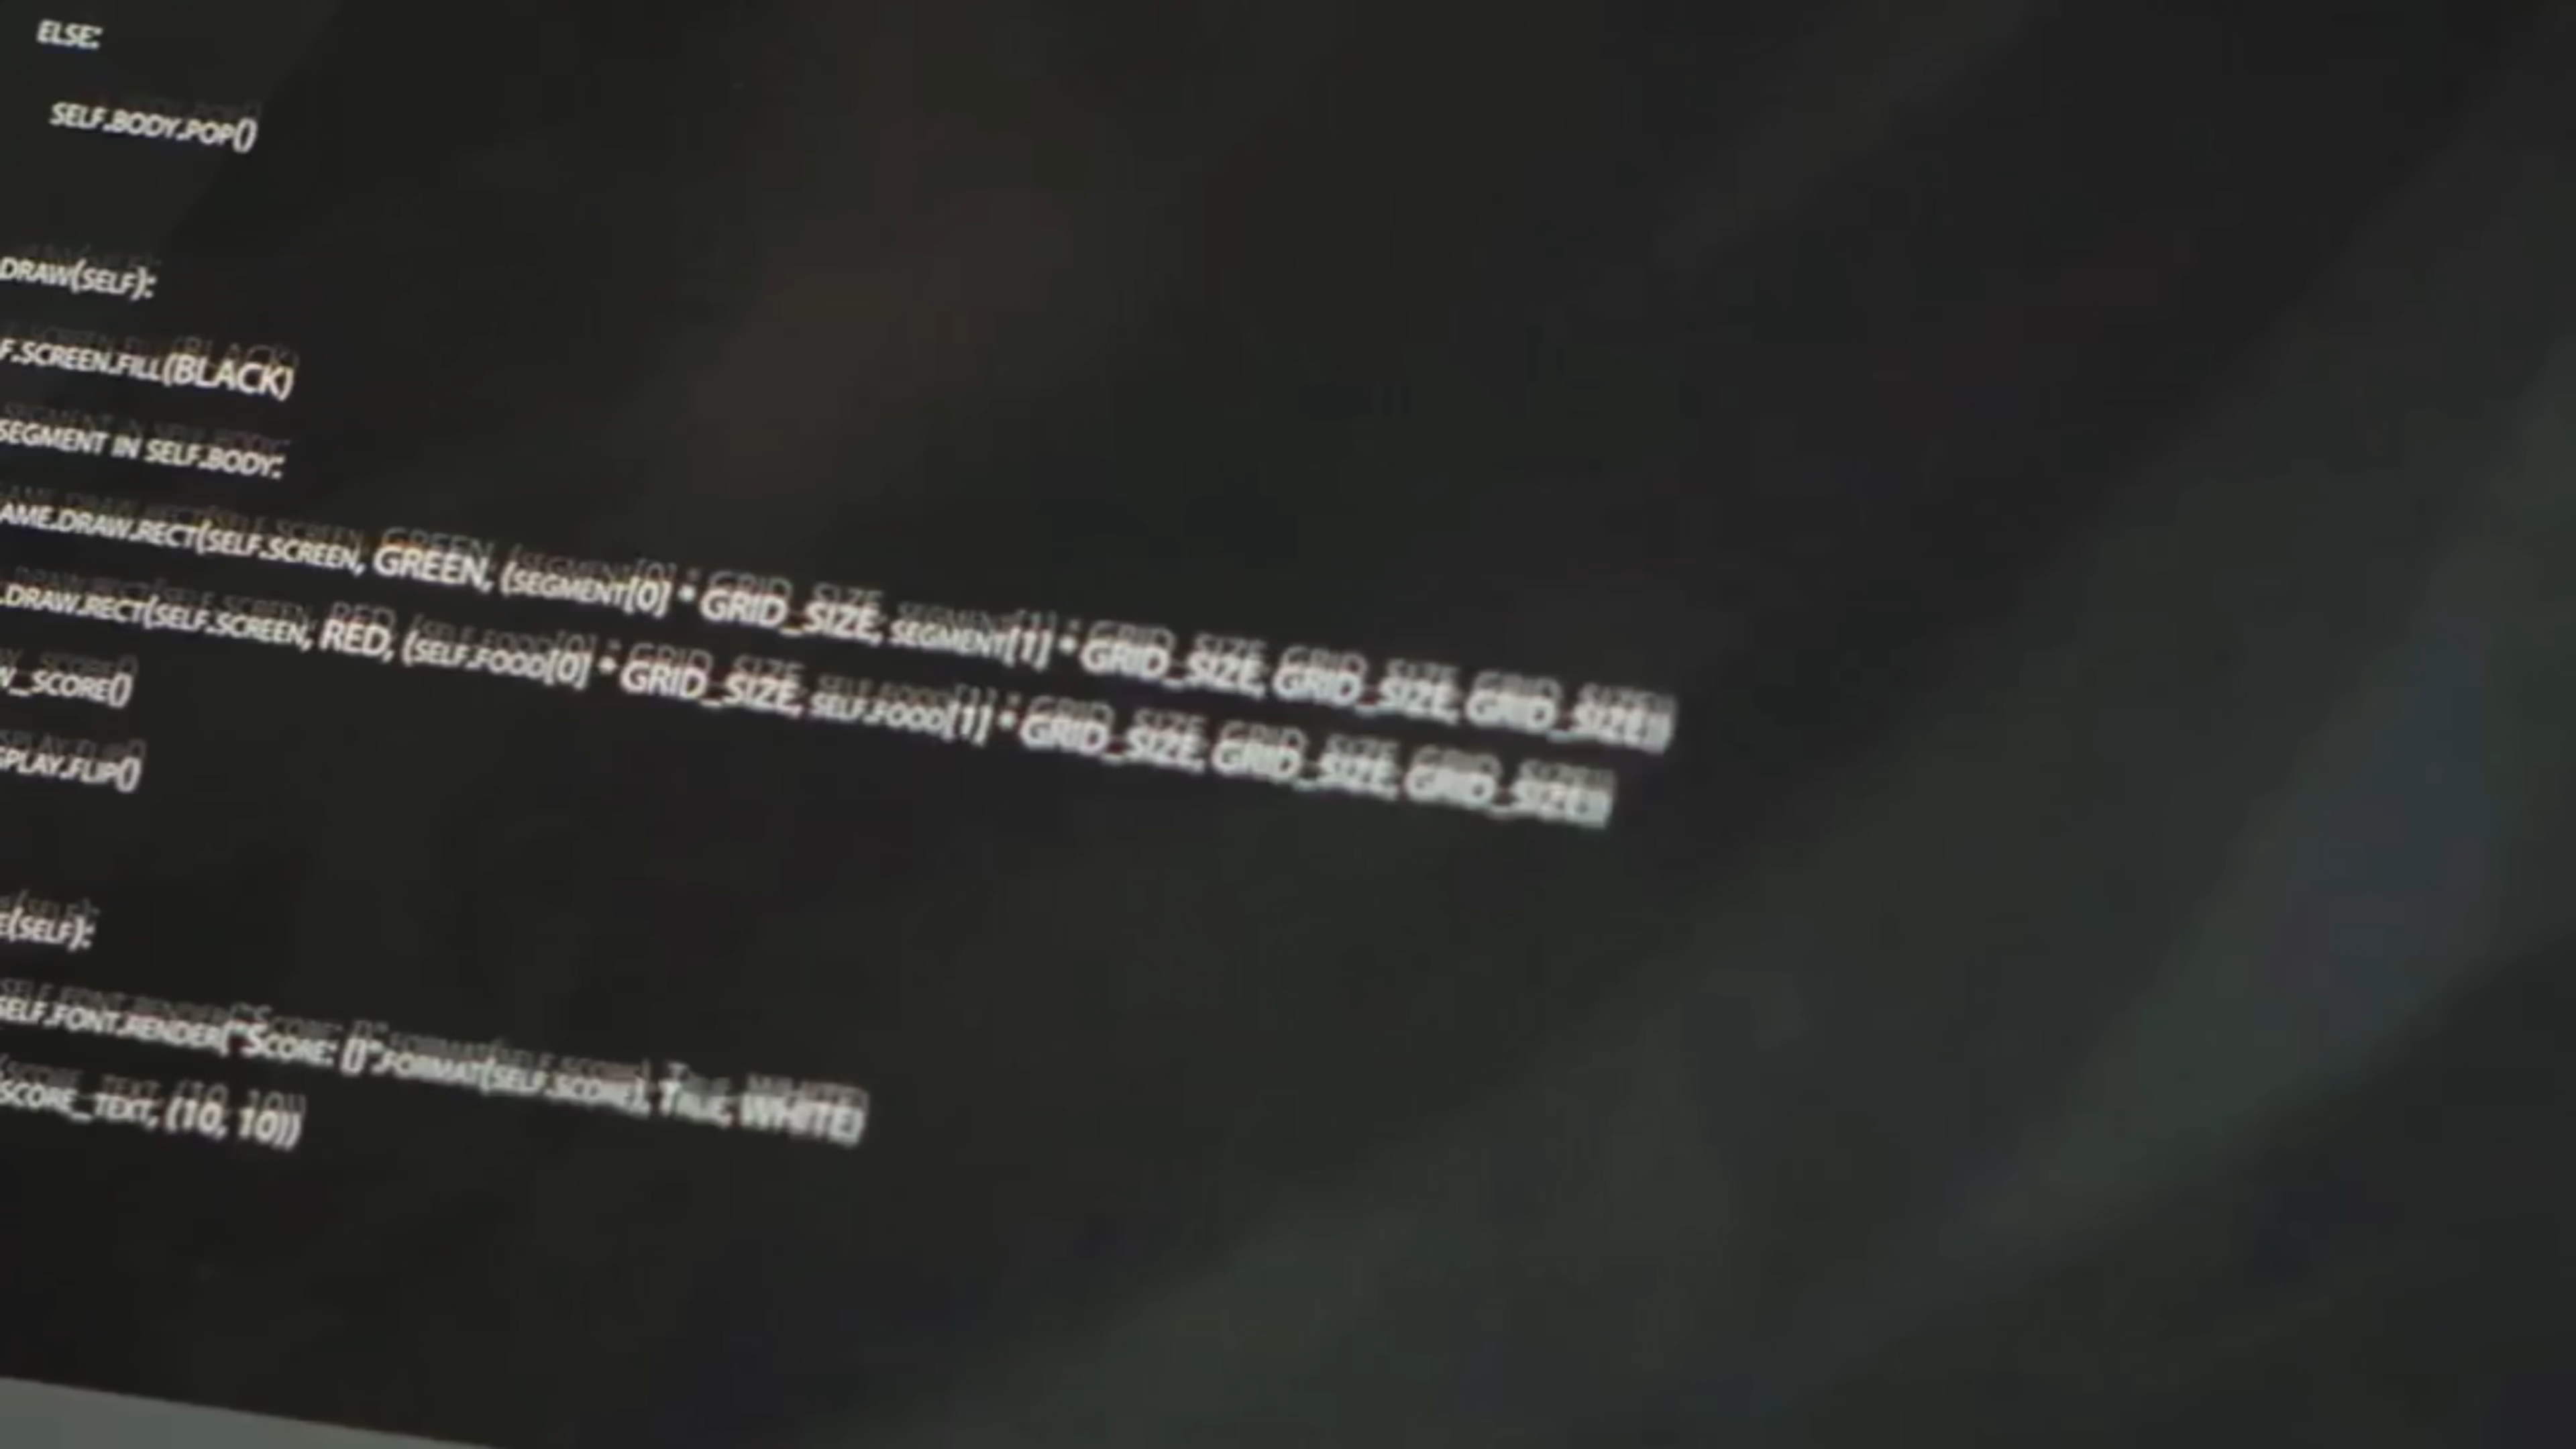 ELSE:
SELF.BODY.POP()
DRAW(SELF):
F.SCREEN.FILL(BLACK)
SEGMENT IN SELF.BODY:
AME.DRAW.RECT(SELF.SCREEN, GREEN, (SEGMENT[0] * GRID_SIZE, SEGMENT[1] * GRID_SIZE, GRID_SIZE, GRID_SIZE))
.DRAW.RECT(SELF.SCREEN, RED, (SELF.FOOD[0] * GRID_SIZE, SELF.FOOD[1] * GRID_SIZE, GRID_SIZE, GRID_SIZE))
W_SCORE()
SPLAY.FLIP()
E(SELF):
SELF.FONT.RENDER("SCORE: {}".FORMAT(SELF.SCORE), TRUE, WHITE)
SCORE_TEXT, (10, 10))